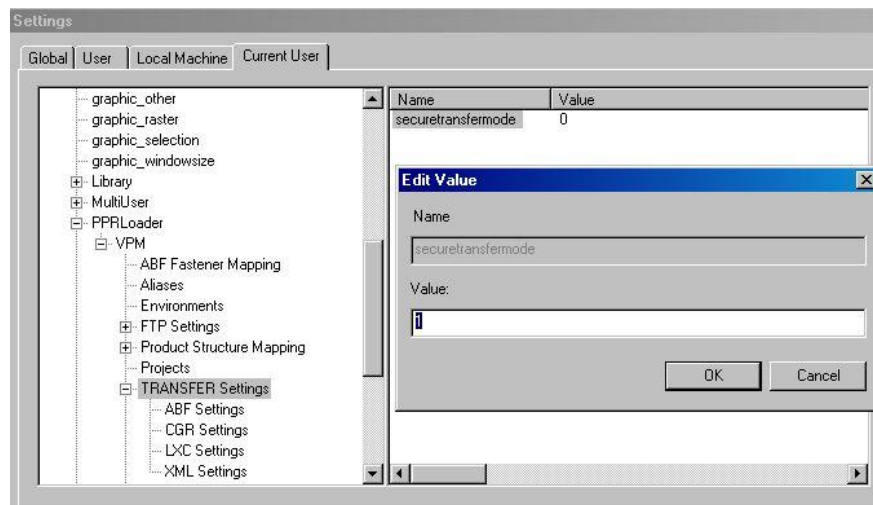 Settings
Global User Local Machine Current User
graphic_other
graphic_raster
graphic_selection
graphic_windowsize
Library
MultiUser
PPRLoader
VPM
ABF Fastener Mapping
Aliases
Environments
FTP Settings
Product Structure Mapping
Projects
TRANSFER Settings
ABF Settings
CGR Settings
LXC Settings
XML Settings
Name Value
securetransfermode 0
Edit Value
Name
securetransfermode
Value:
1
OK Cancel